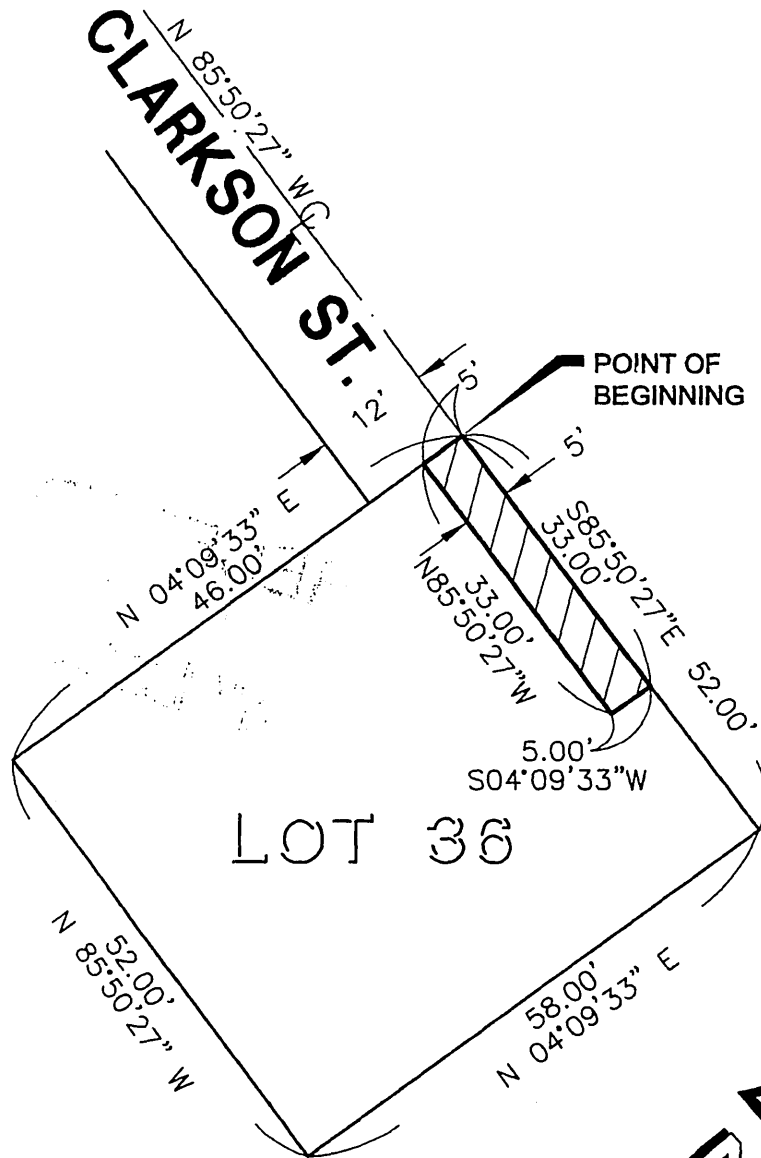 N 85°50'27" W
CL
CLARKSON ST.
12'
5'
POINT OF
BEGINNING
5'
S85°50'27"E
33.00'
52.00'
N 04°09'33" E
46.00'
33.00'
N85°50'27"W
5.00'
S04°09'33"W
LOT 36
52.00'
N 85°50'27" W
58.00'
N 04°09'33" E